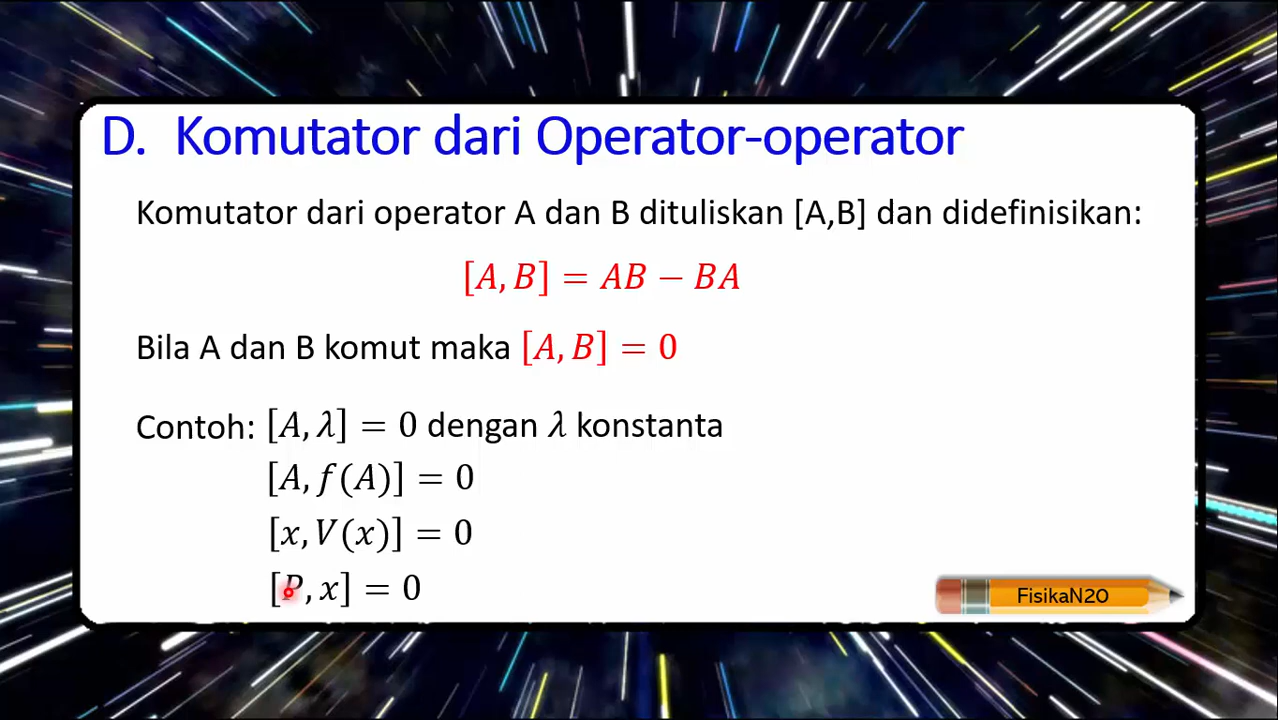 D. Komutator dari Operator-operator
Komutator dari operator A dan B dituliskan [A,B] dan didefinisikan:
[A, B] = AB − BA
Bila A dan B komut maka [A, B] = 0
Contoh: [A, λ] = 0 dengan λ konstanta
[A, f(A)] = 0
[x, V(x)] = 0
[P, x] = 0
FisikaN20